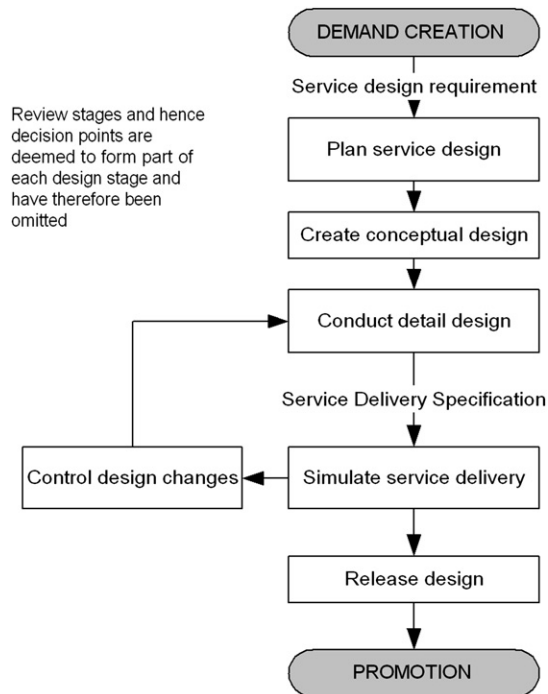 DEMAND CREATION
Service design requirement
Review stages and hence
decision points are
deemed to form part of
each design stage and
have therefore been
omitted
Plan service design
Create conceptual design
Conduct detail design
Service Delivery Specification
Control design changes
Simulate service delivery
Release design
PROMOTION